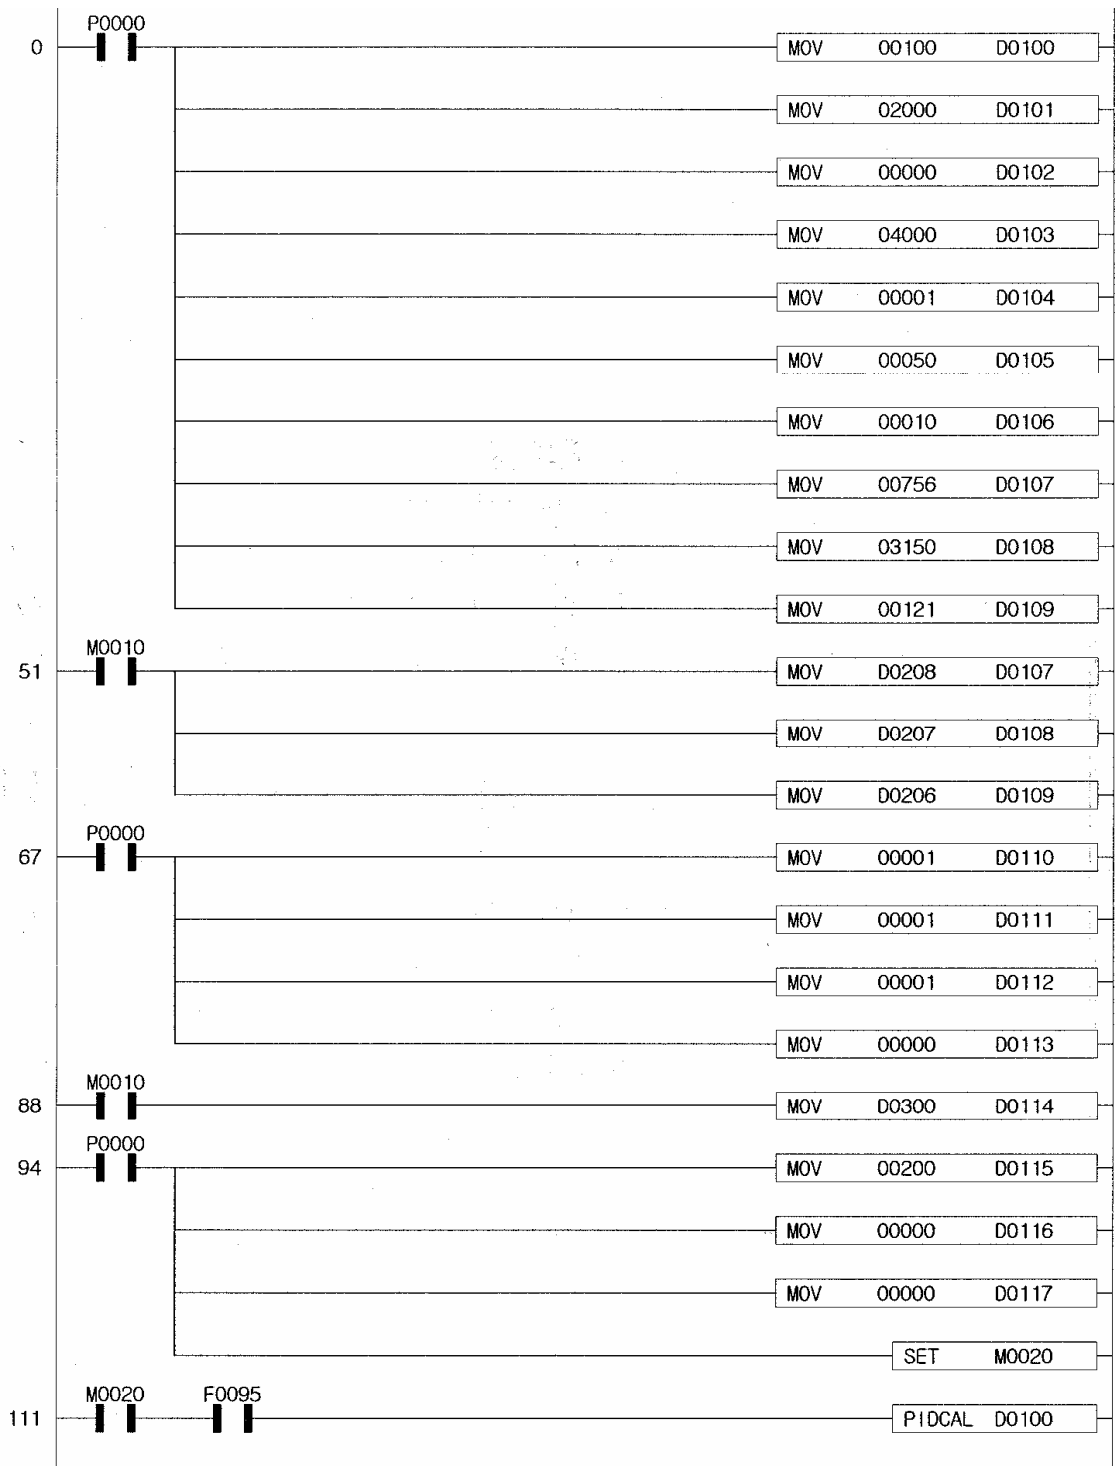 P0000
0 MOV 00100 D0100
MOV 02000 D0101
MOV 00000 D0102
MOV 04000 D0103
MOV 00001 D0104
MOV 00050 D0105
MOV 00010 D0106
MOV 00756 D0107
MOV 03150 D0108
MOV 00121 D0109
M0010
51 MOV D0208 D0107
MOV D0207 D0108
MOV D0206 D0109
P0000
67 MOV 00001 D0110
MOV 00001 D0111
MOV 00001 D0112
MOV 00000 D0113
M0010
88 MOV D0300 D0114
P0000
94 MOV 00200 D0115
MOV 00000 D0116
MOV 00000 D0117
SET M0020
M0020 F0095
111 PIDCAL D0100